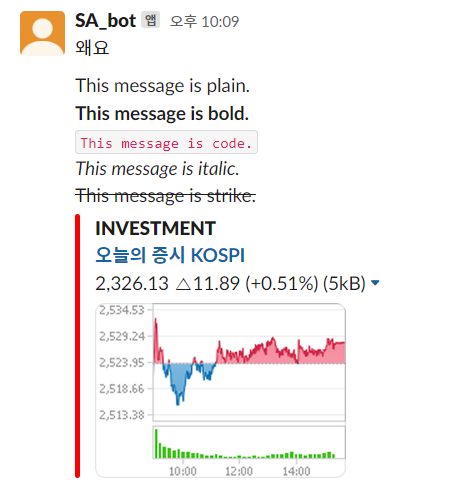 SA_bot 앱 오후 10:09
왜요
This message is plain.
This message is bold.
This message is code.
This message is italic.
This message is strike.
INVESTMENT
오늘의 증시 KOSPI
2,326.13 △11.89 (+0.51%) (5kB)
2,534.53
2,529.24
2,523.95
2,518.66
2,513.38
10:00 12:00 14:00